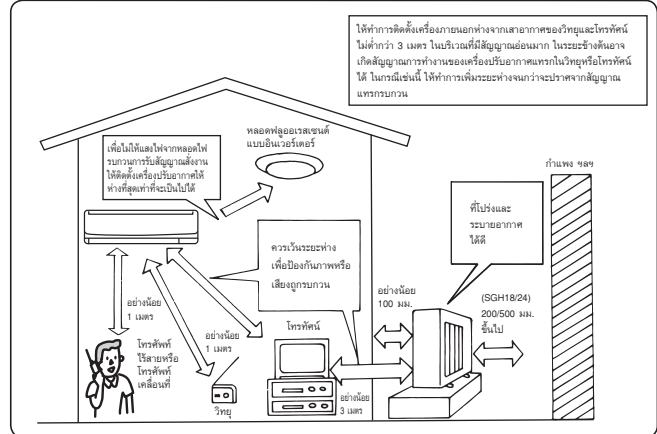 ให้ทำการติดตั้งเครื่องภายนอกห่างจากเสาอากาศของวิทยุและโทรทัศน์
ไม่ต่ำกว่า 3 เมตร ในบริเวณที่มีสัญญาณอ่อนมาก ในระยะข้างต้นอาจ
เกิดสัญญาณการทำงานของเครื่องปรับอากาศแทรกในวิทยุหรือโทรทัศน์
ได้ ในกรณีเช่นนี้ ให้ทำการเพิ่มระยะห่างจนกว่าจะปราศจากสัญญาณ
แทรกรบกวน
เพื่อไม่ให้แสงไฟจากหลอดไฟ
รบกวนการรับสัญญาณสั่งงาน
ให้ติดตั้งเครื่องปรับอากาศให้
ห่างที่สุดเท่าที่จะเป็นไปได้
หลอดฟลูออเรสเซนต์
แบบอินเวอร์เตอร์
กำแพง ฯลฯ
ที่โปร่งและ
ระบายอากาศ
ได้ดี
ควรเว้นระยะห่าง
เพื่อป้องกันภาพหรือ
เสียงถูกรบกวน
อย่างน้อย
1 เมตร
อย่างน้อย
1 เมตร
โทรทัศน์
อย่างน้อย
100 มม.
(SGH18/24)
200/500 มม.
ขึ้นไป
โทรศัพท์
ไร้สายหรือ
โทรศัพท์
เคลื่อนที่
วิทยุ
อย่างน้อย
3 เมตร